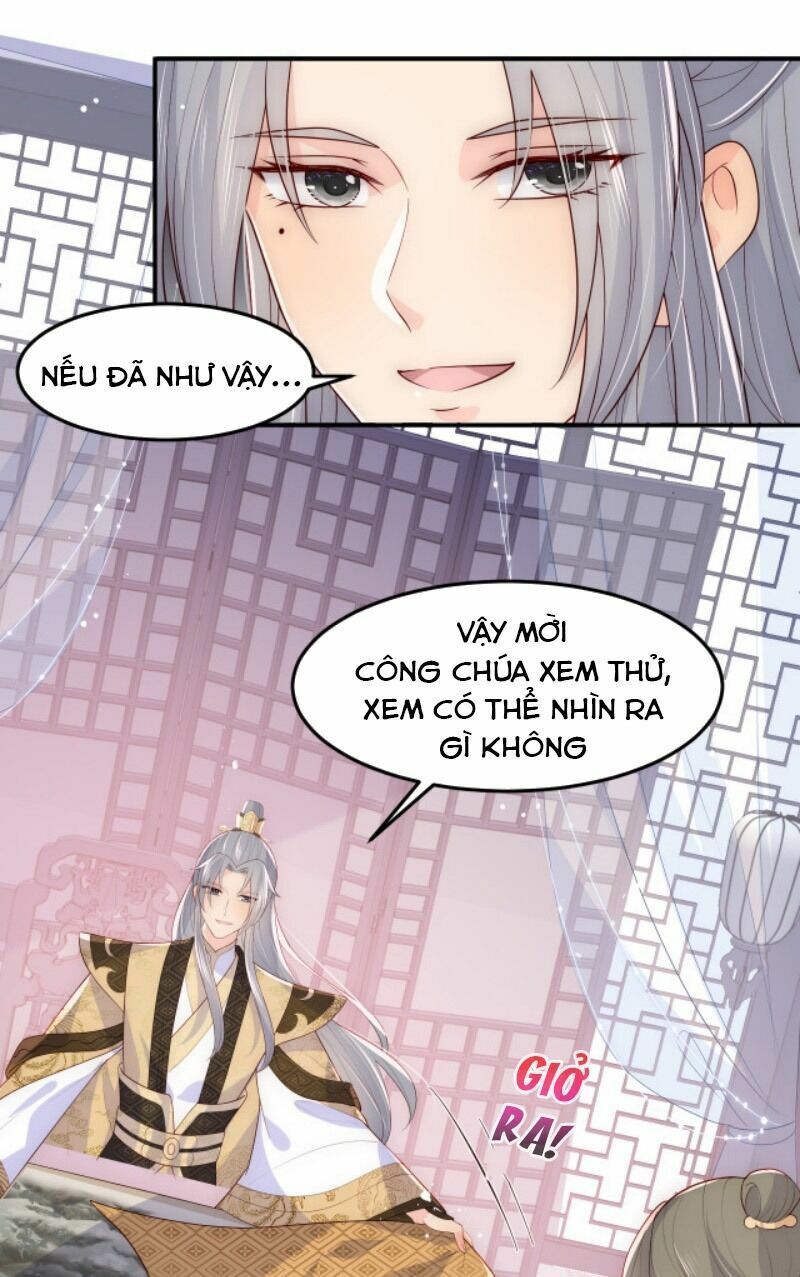 NẾU ĐÃ NHƯ VẬY...
VẬY MỜI
CÔNG CHÚA XEM THỬ,
XEM CÓ THỂ NHÌN RA
GÌ KHÔNG
GIỞ
RA!